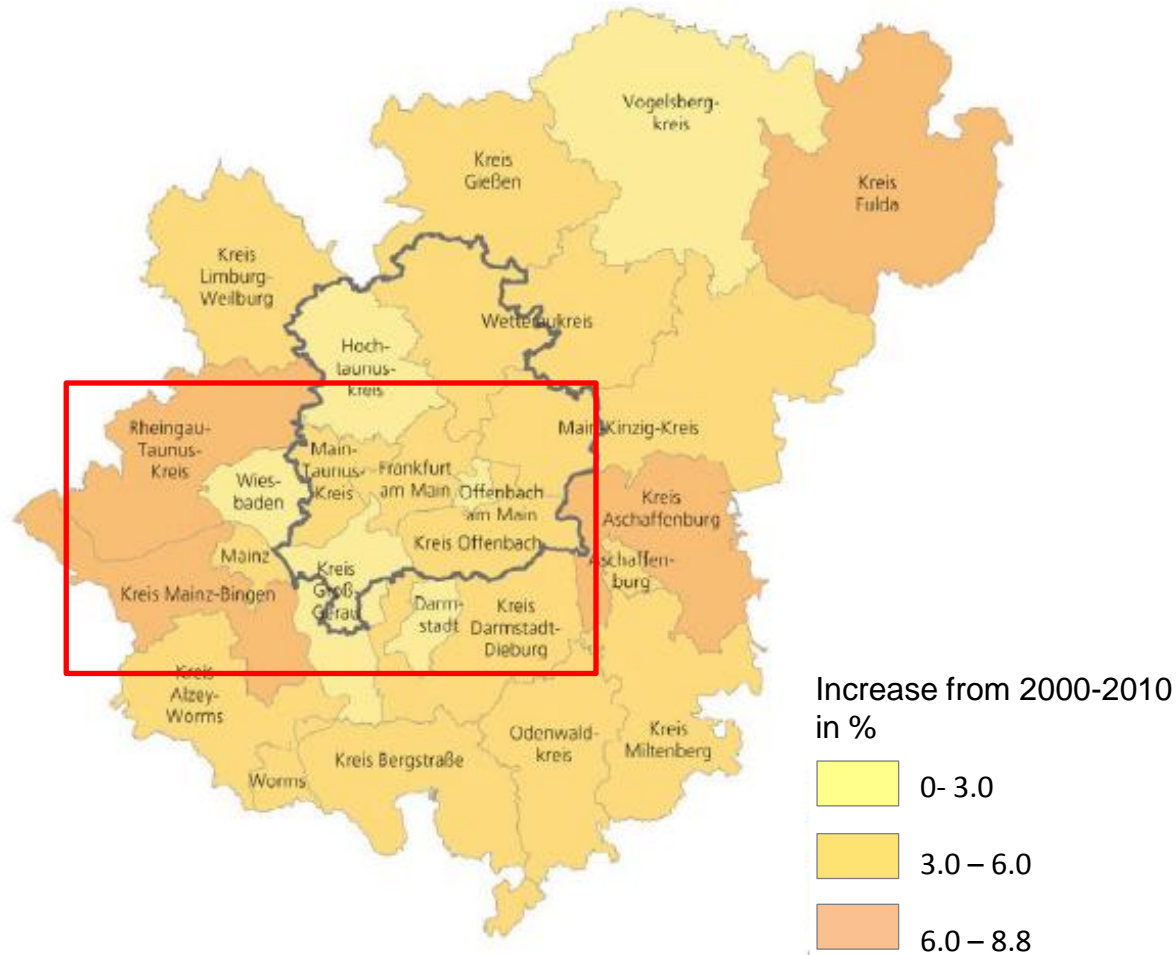 Vogelsberg-
kreis
Kreis
Gießen
Kreis
Fulda
Kreis
Limburg-
Weilburg
Wetteraukreis
Hoch-
taunus-
kreis
Rheingau-
Taunus-
Kreis
Main-
Taunus-
Kreis
Frankfurt
am Main
Main-Kinzig-Kreis
Wies-
baden
Offenbach
am Main
Kreis
Aschaffenburg
Mainz
Kreis Offenbach
Aschaffen-
burg
Kreis Mainz-Bingen
Kreis
Groß-
Gerau
Darm-
stadt
Kreis
Darmstadt-
Dieburg
Kreis
Alzey-
Worms
Odenwald-
kreis
Kreis
Miltenberg
Kreis Bergstraße
Worms
Increase from 2000-2010
in %
0- 3.0
3.0 – 6.0
6.0 – 8.8